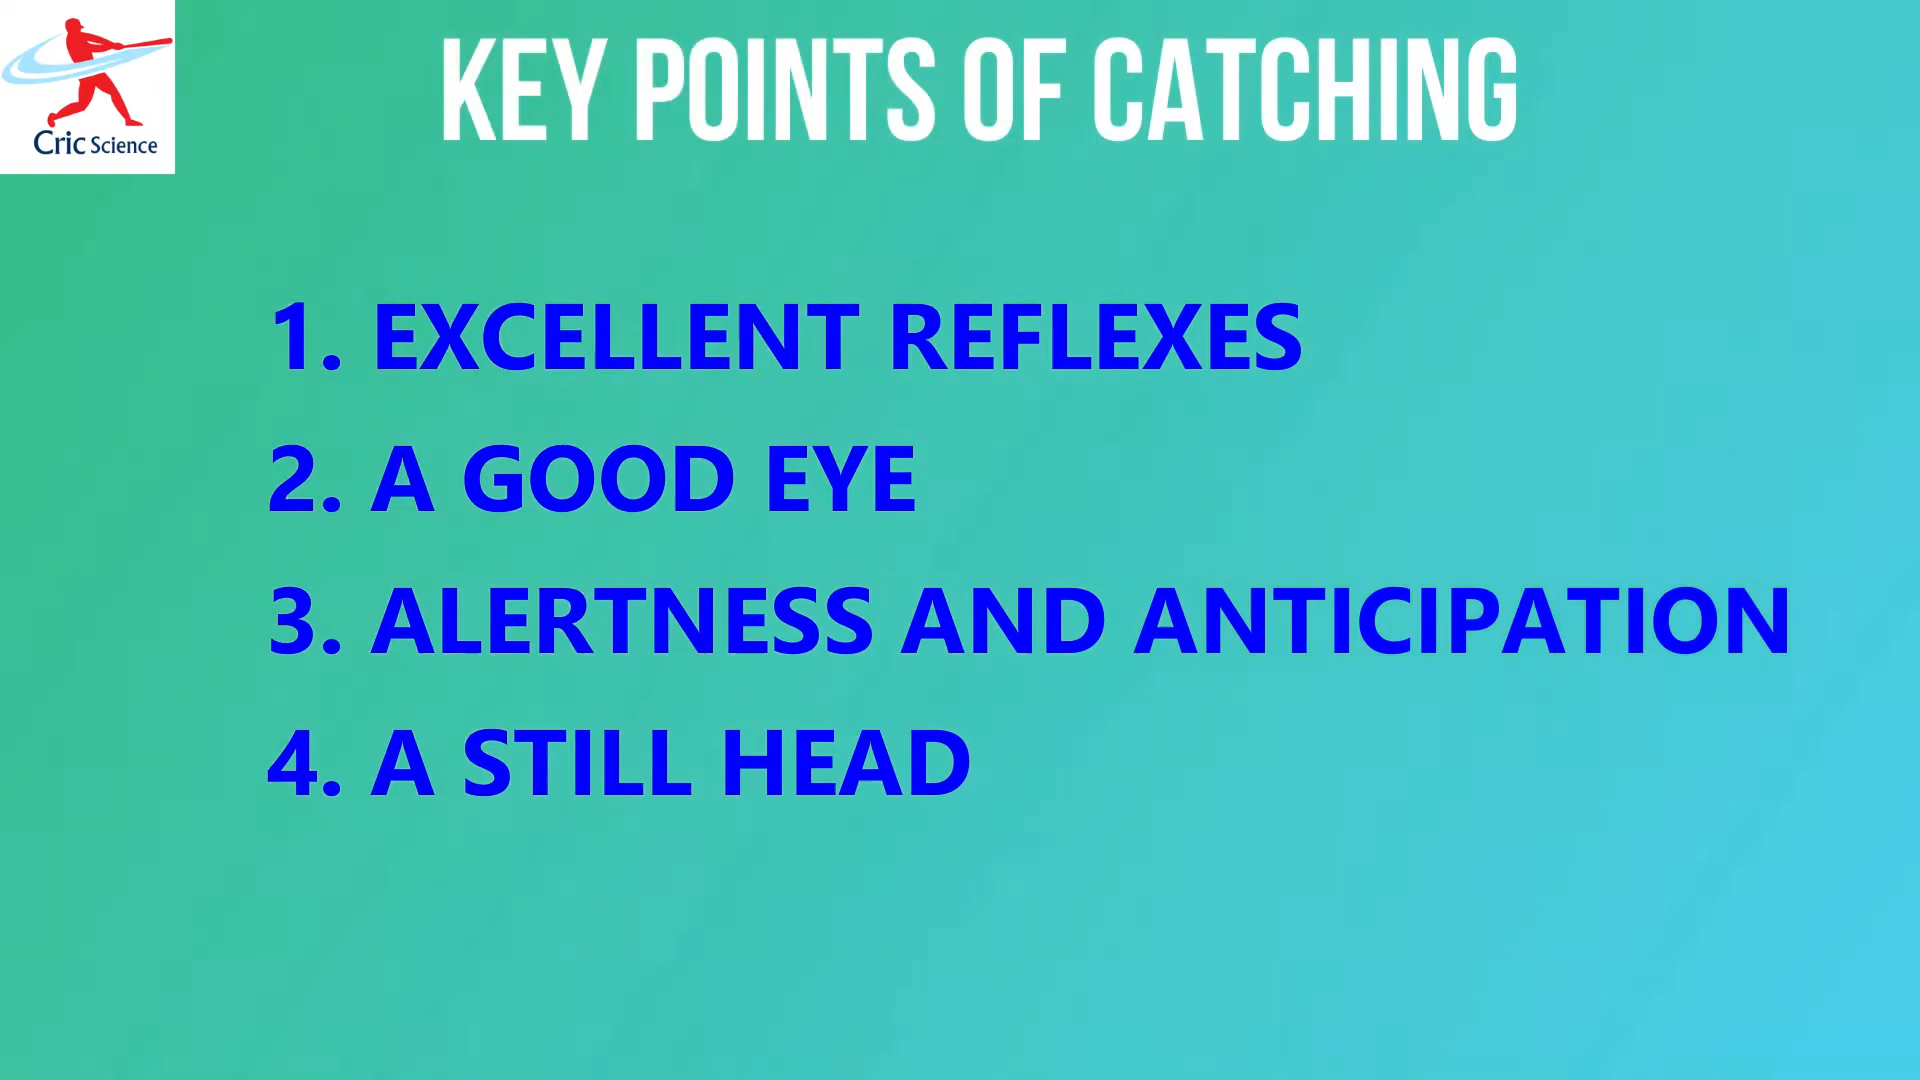 Cric Science
KEY POINTS OF CATCHING
1. EXCELLENT REFLEXES
2. A GOOD EYE
3. ALERTNESS AND ANTICIPATION
4. A STILL HEAD